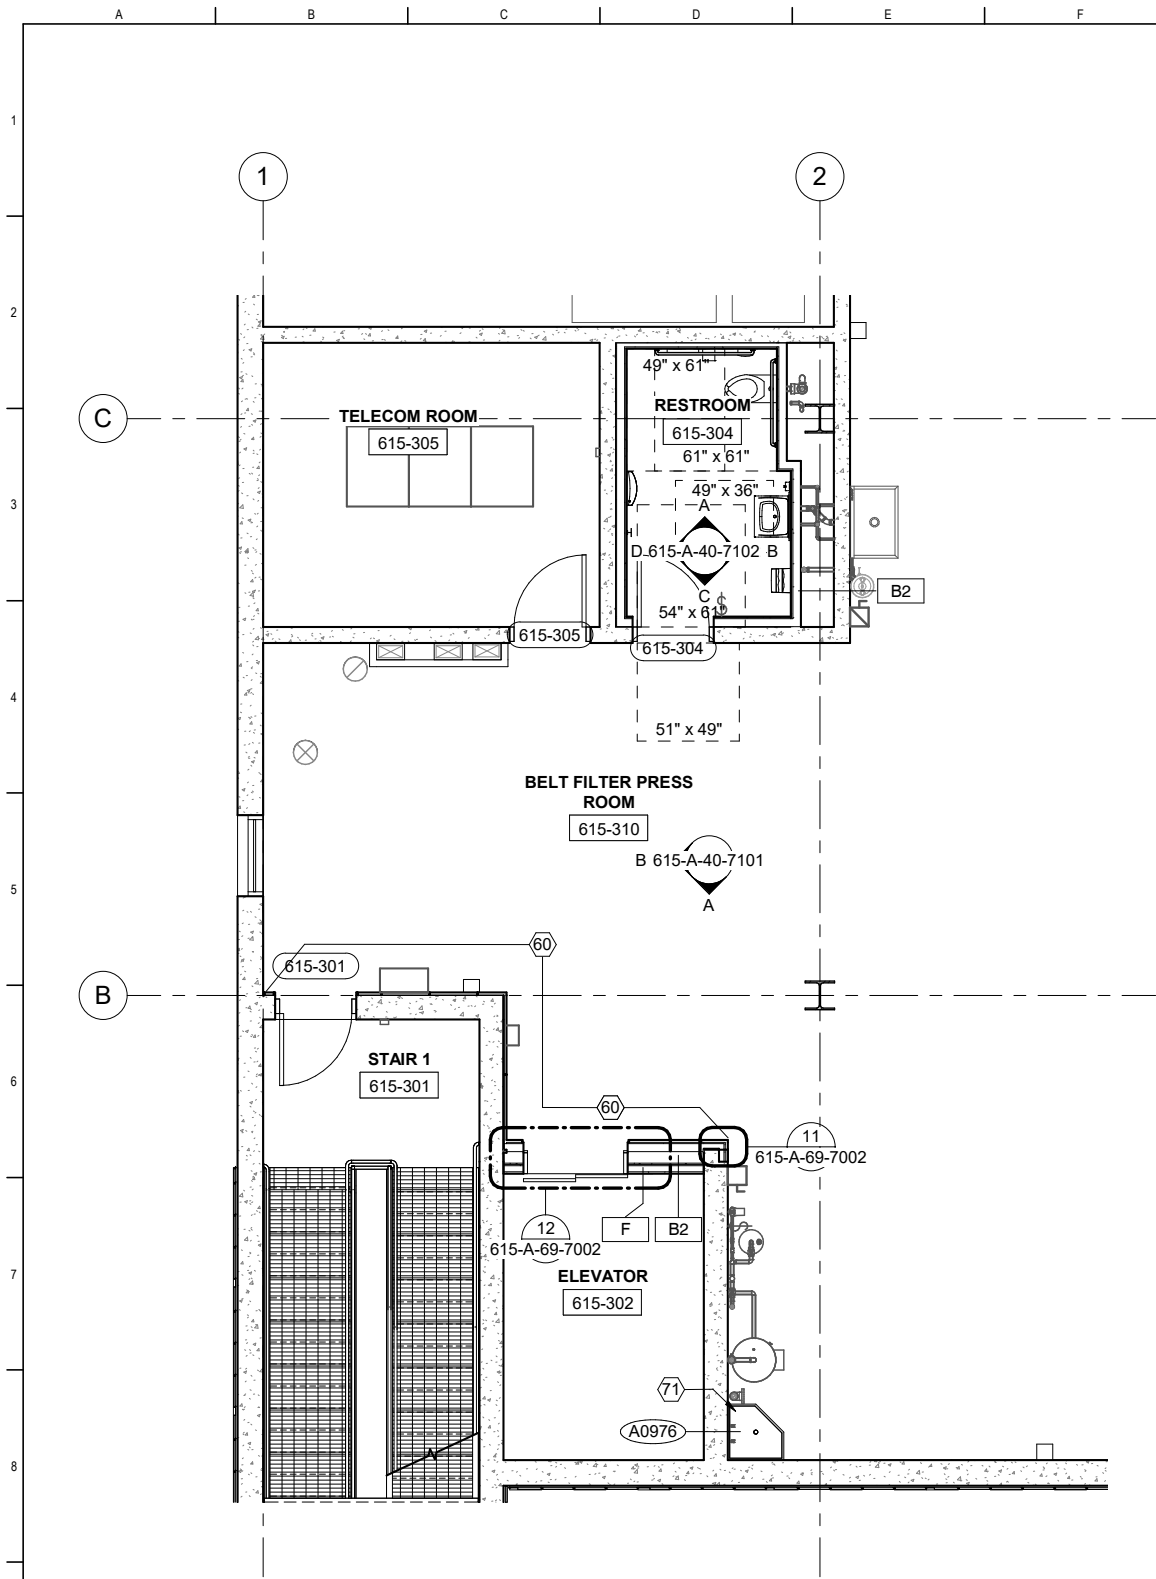 A B C D E F
1
1 2
2
49" x 61"
C
TELECOM ROOM
615-305
RESTROOM
615-304
61" x 61"
3
49" x 36"
A
D 615-A-40-7102 B
C
B2
54" x 61"
615-305
615-304
4
51" x 49"
BELT FILTER PRESS
ROOM
615-310
B 615-A-40-7101
A
5
60
615-301
B
STAIR 1
615-301
6
60
11
615-A-69-7002
12
615-A-69-7002
F
B2
7
ELEVATOR
615-302
71
A0976
8